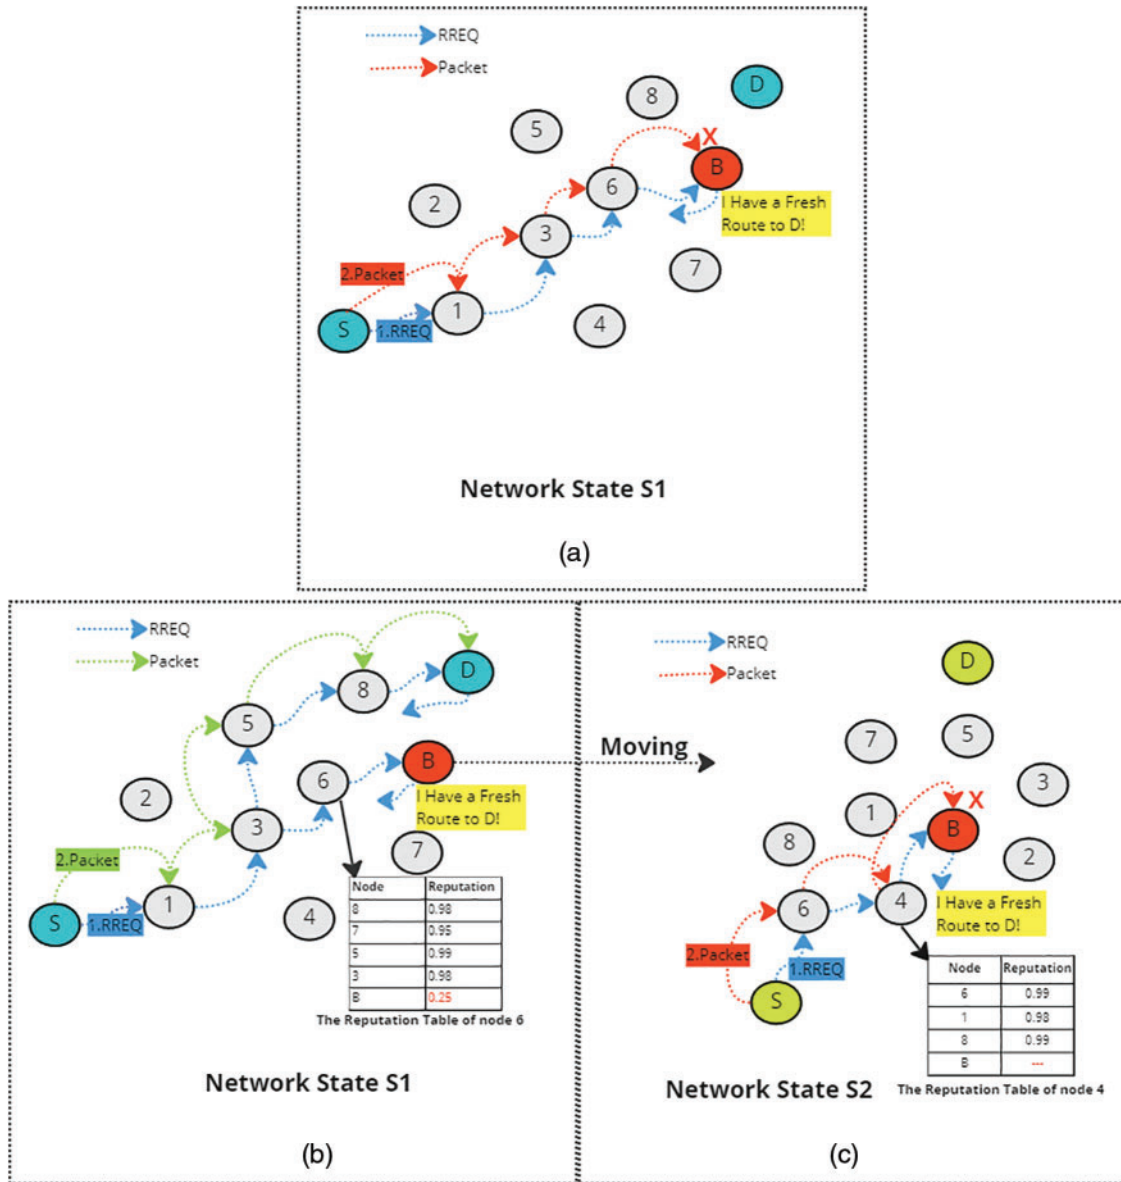 RREQ
Packet
8
D
5
X
B
6
I Have a Fresh
Route to D!
2
3
7
2.Packet
1
4
S
1.RREQ
Network State S1
(a)
RREQ
Packet
D
8
5
B
6
I Have a Fresh
Route to D!
2
3
7
2.Packet
1
4
S
1.RREQ
Node Reputation
8 0.98
7 0.95
5 0.99
3 0.98
B 0.25
The Reputation Table of node 6
Network State S1
(b)
Moving
RREQ
Packet
D
7
5
3
X
1
B
8
2
6
4
I Have a Fresh
Route to D!
2.Packet
1.RREQ
S
Node Reputation
6 0.99
1 0.98
8 0.99
B ---
The Reputation Table of node 4
Network State S2
(c)